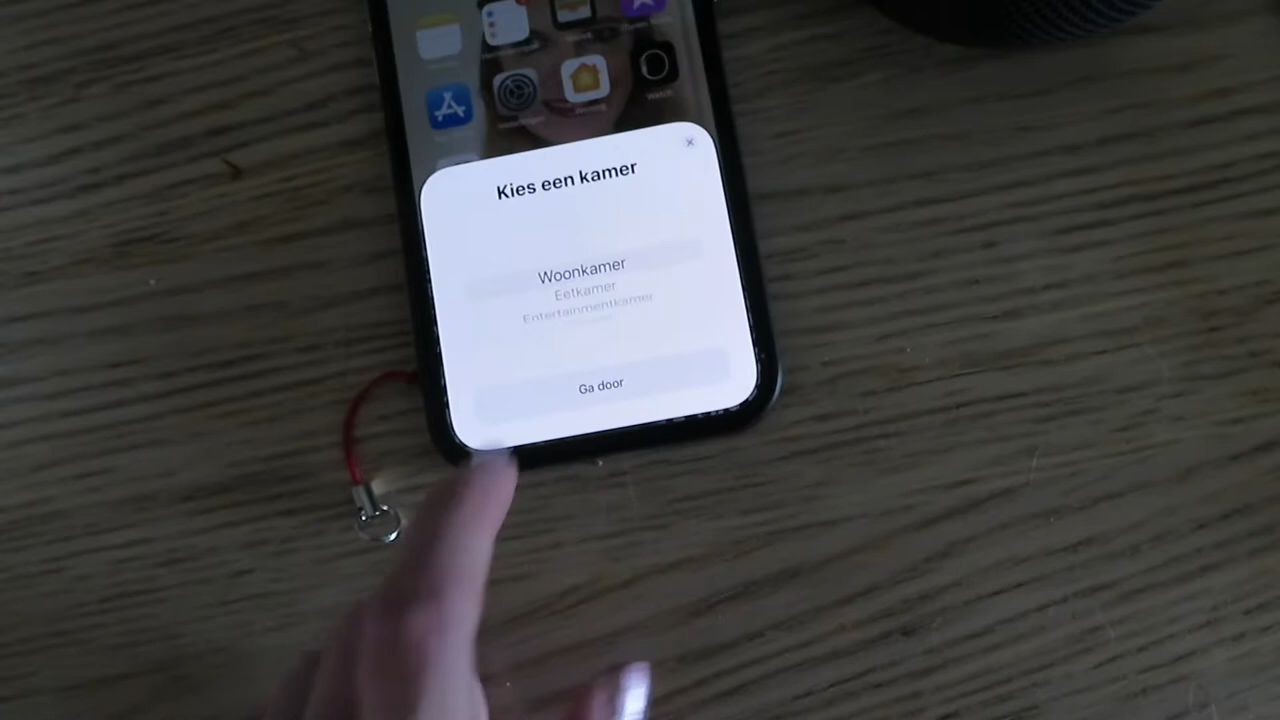 Kies een kamer
Woonkamer
Eetkamer
Entertainmentkamer
Ga door